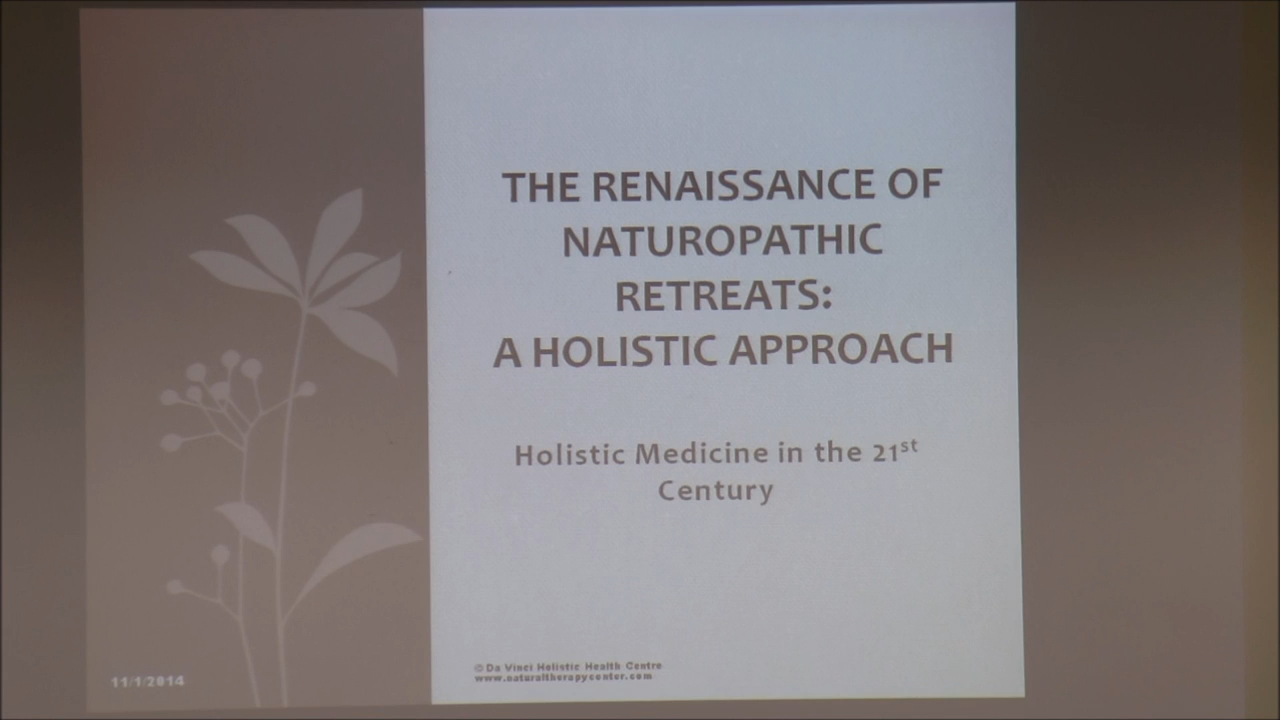 THE RENAISSANCE OF
NATUROPATHIC
RETREATS:
A HOLISTIC APPROACH
Holistic Medicine in the 21st
Century
© Da Vinci Holistic Health Centre
www.naturaltherapycenter.com
11/1/2014